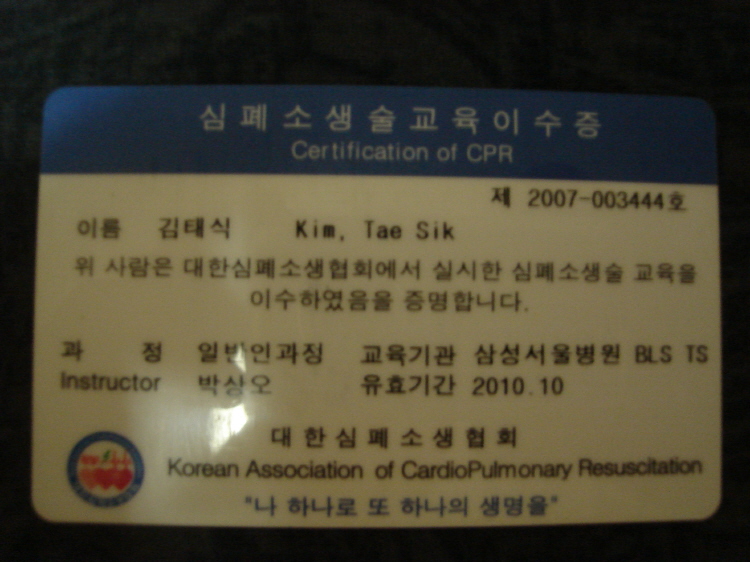 심폐소생술교육이수증
Certification of CPR
제 2007-003444호
이름 김태식 Kim, Tae Sik
위 사람은 대한심폐소생협회에서 실시한 심폐소생술 교육을
이수하였음을 증명합니다.
과 정 일반인과정 교육기관 삼성서울병원 BLS TS
Instructor 박상오 유효기간 2010.10
대한심폐소생협회
Korean Association of CardioPulmonary Resuscitation
"나 하나로 또 하나의 생명을"